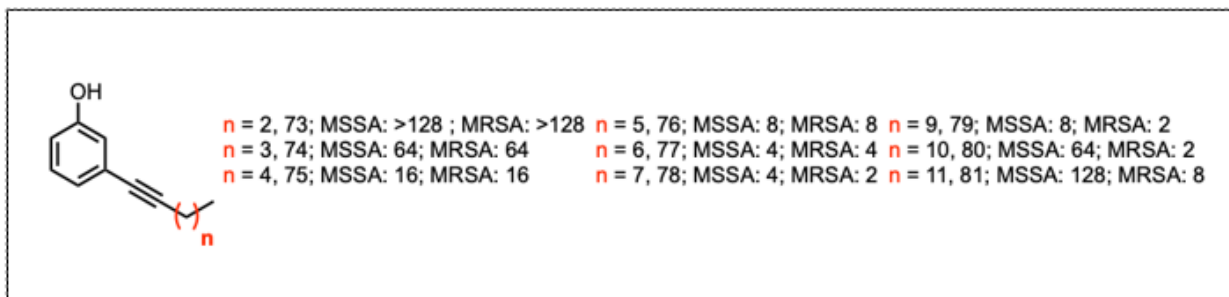 OH
n = 2, 73; MSSA: >128 ; MRSA: >128 n = 5, 76; MSSA: 8; MRSA: 8 n = 9, 79; MSSA: 8; MRSA: 2
n = 3, 74; MSSA: 64; MRSA: 64 n = 6, 77; MSSA: 4; MRSA: 4 n = 10, 80; MSSA: 64; MRSA: 2
n = 4, 75; MSSA: 16; MRSA: 16 n = 7, 78; MSSA: 4; MRSA: 2 n = 11, 81; MSSA: 128; MRSA: 8
( )
n